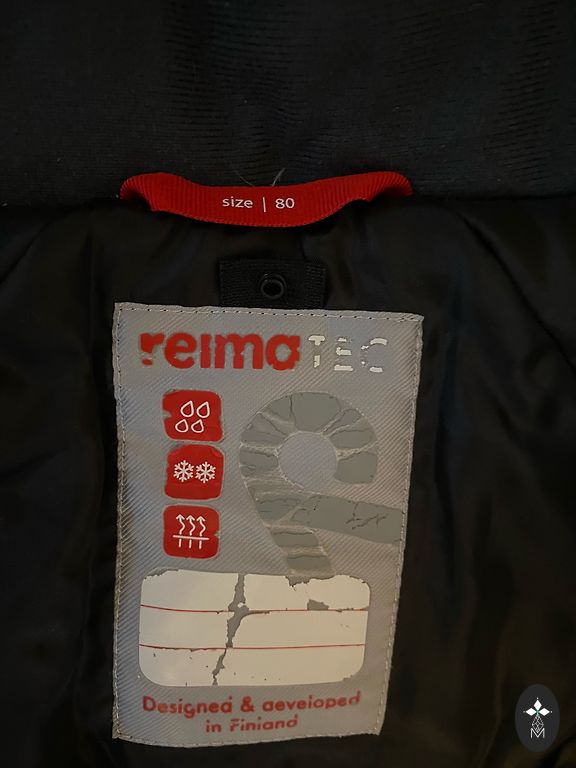 size | 80
reima TEC
Designed & developed
in Finland